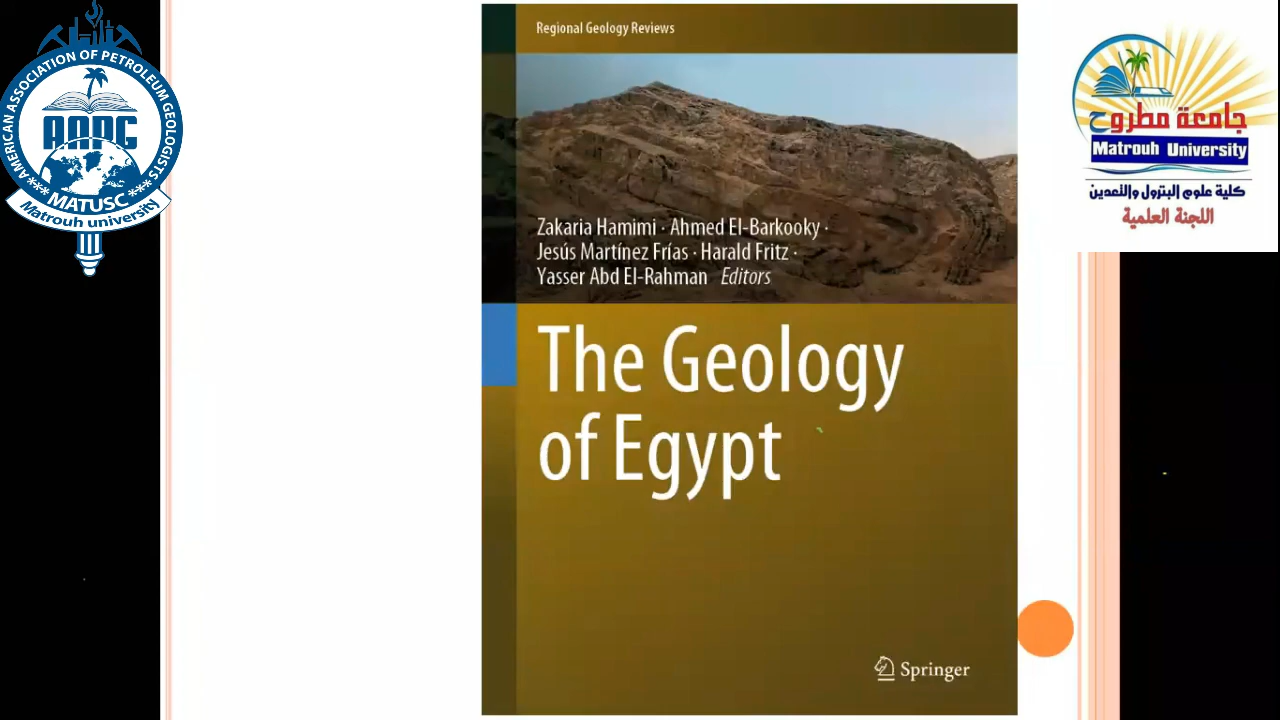 AMERICAN ASSOCIATION OF PETROLEUM GEOLOGISTS
AAPG
*** MATUSC ***
Matrouh university
Regional Geology Reviews
Zakaria Hamimi · Ahmed El-Barkooky ·
Jesús Martínez Frías · Harald Fritz ·
Yasser Abd El-Rahman Editors
The Geology
of Egypt
Springer
جامعة مطروح
Matrouh University
كلية علوم البترول والتعدين
اللجنة العلمية